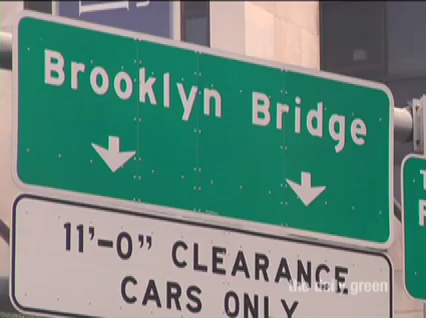 Brooklyn Bridge
11'-0" CLEARANCE
CARS ONLY
the daily green